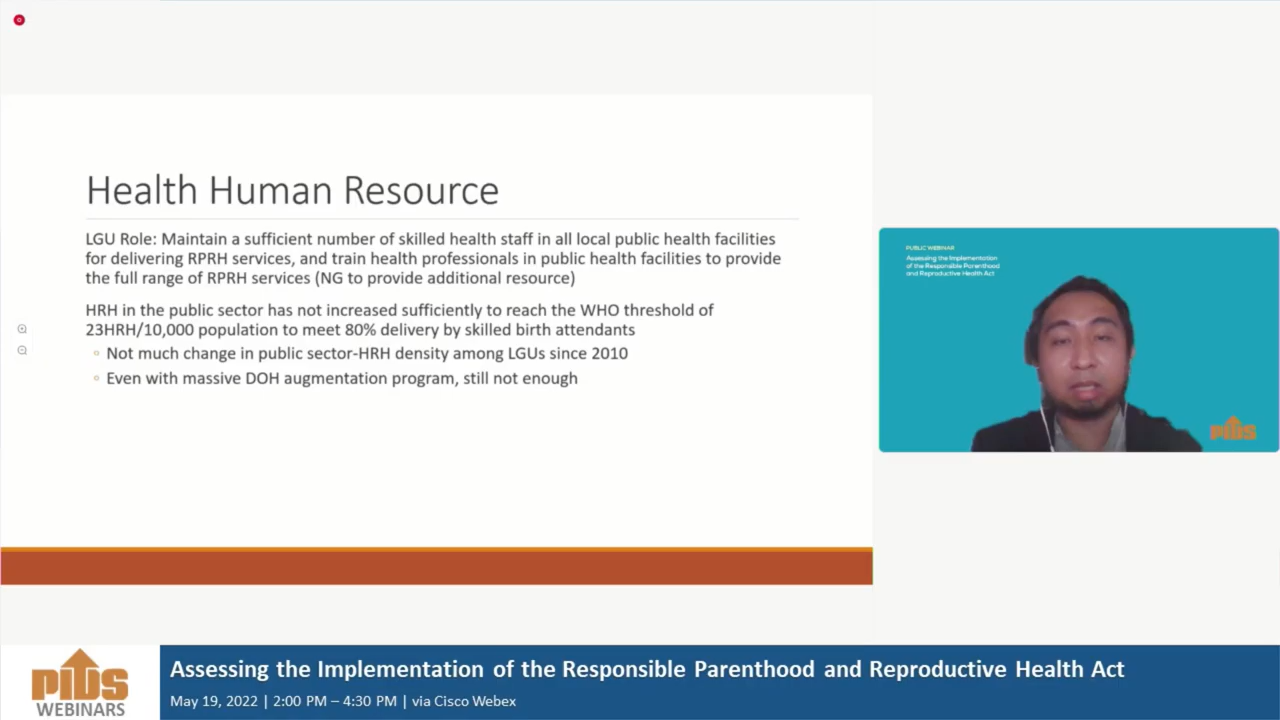 Health Human Resource
LGU Role: Maintain a sufficient number of skilled health staff in all local public health facilities
for delivering RPRH services, and train health professionals in public health facilities to provide
the full range of RPRH services (NG to provide additional resource)
HRH in the public sector has not increased sufficiently to reach the WHO threshold of
23HRH/10,000 population to meet 80% delivery by skilled birth attendants
Not much change in public sector-HRH density among LGUs since 2010
Even with massive DOH augmentation program, still not enough
PUBLIC WEBINAR
Assessing the Implementation
of the Responsible Parenthood
and Reproductive Health Act
PIDS
PIDS
WEBINARS
Assessing the Implementation of the Responsible Parenthood and Reproductive Health Act
May 19, 2022 | 2:00 PM – 4:30 PM | via Cisco Webex